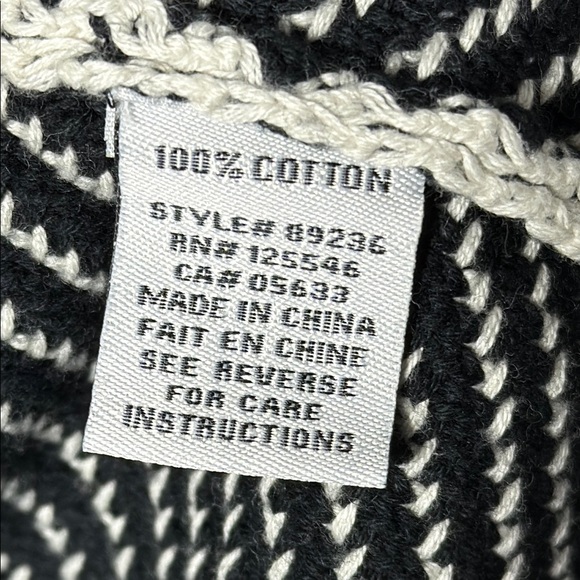 100% COTTON
STYLE# 89236
RN# 125546
CA# 05633
MADE IN CHINA
FAIT EN CHINE
SEE REVERSE
FOR CARE
INSTRUCTIONS